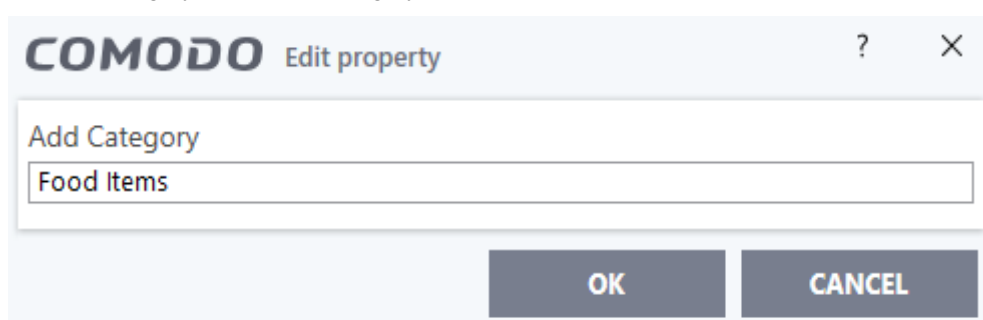 COMODO Edit property ? ×
Add Category
Food Items
OK CANCEL